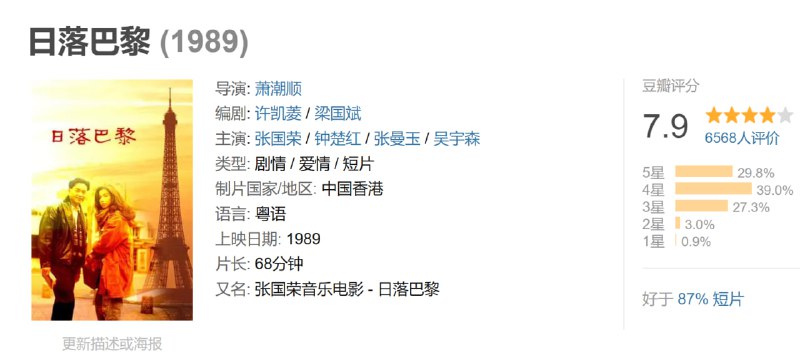 日落巴黎 (1989)
日落巴黎
更新描述或海报
导演: 萧潮顺
编剧: 许凯菱 / 梁国斌
主演: 张国荣 / 钟楚红 / 张曼玉 / 吴宇森
类型: 剧情 / 爱情 / 短片
制片国家/地区: 中国香港
语言: 粤语
上映日期: 1989
片长: 68分钟
又名: 张国荣音乐电影 - 日落巴黎
豆瓣评分
7.9
6568人评价
5星 29.8%
4星 39.0%
3星 27.3%
2星 3.0%
1星 0.9%
好于 87% 短片